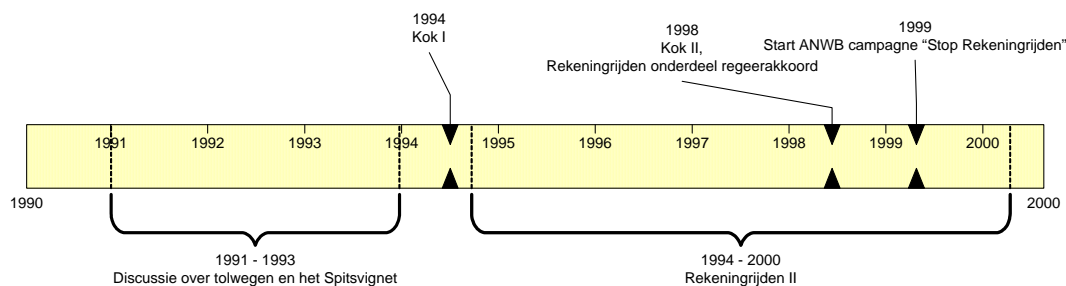 1994
Kok I
1998
Kok II,
Rekeningrijden onderdeel regeerakkoord
1999
Start ANWB campagne “Stop Rekeningrijden”
1991 1992 1993 1994 1995 1996 1997 1998 1999 2000
1990 2000
1991 - 1993
Discussie over tolwegen en het Spitsvignet
1994 - 2000
Rekeningrijden II